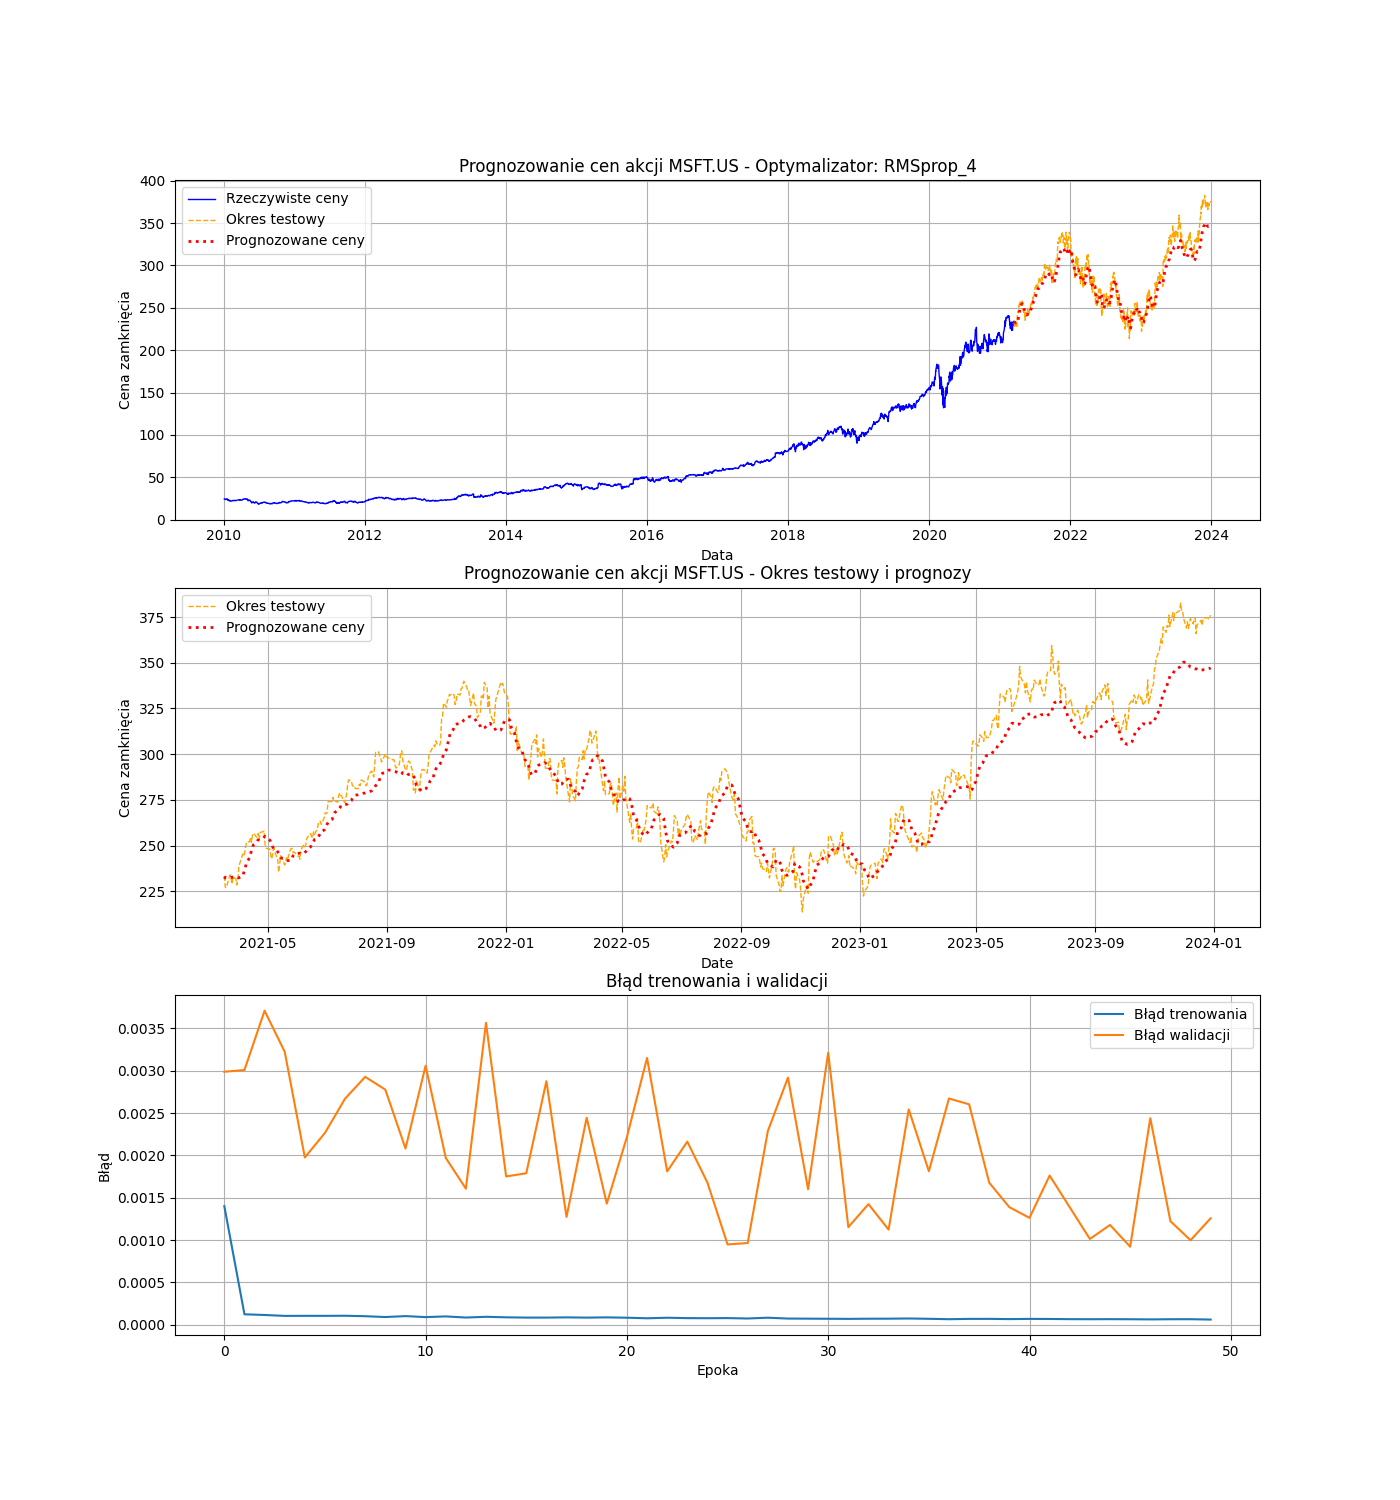 Prognozowanie cen akcji MSFT.US - Optymalizator: RMSprop_4
Rzeczywiste ceny
Okres testowy
Prognozowane ceny
Cena zamknięcia
400
350
300
250
200
150
100
50
0
2010 2012 2014 2016 2018 2020 2022 2024
Data
Prognozowanie cen akcji MSFT.US - Okres testowy i prognozy
Okres testowy
Prognozowane ceny
Cena zamknięcia
375
350
325
300
275
250
225
2021-05 2021-09 2022-01 2022-05 2022-09 2023-01 2023-05 2023-09 2024-01
Date
Błąd trenowania i walidacji
Błąd trenowania
Błąd walidacji
Błąd
0.0035
0.0030
0.0025
0.0020
0.0015
0.0010
0.0005
0.0000
0 10 20 30 40 50
Epoka